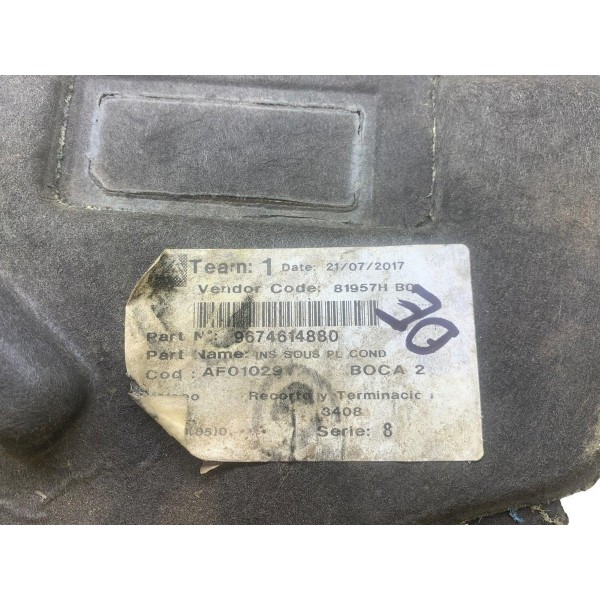 Team: 1 Date: 21/07/2017
Vendor Code: 81957H
Part Nº: 9674614880
Part Name: INS SOUS PL COND
Cod : AF01029 BOCA 2
Recorte y Terminacio
3408
Serie: 8